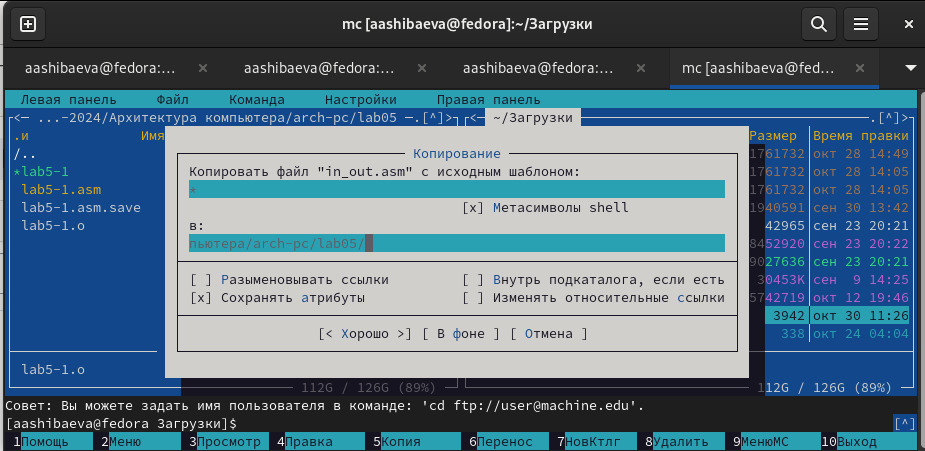 mc [aashibaeva@fedora]:~/Загрузки
aashibaeva@fedora:... aashibaeva@fedora:... aashibaeva@fedora:... mc [aashibaeva@fed...
Левая панель Файл Команда Настройки Правая панель
<─ ...-2024/Архитектура компьютера/arch-pc/lab05 ─.[^]> <─ ~/Загрузки .[^]>
.и Имя Размер Время правки
/.. 1761732 окт 28 14:49
*lab5-1 1761732 окт 28 14:05
lab5-1.asm 1761732 окт 28 14:05
lab5-1.asm.save 1940591 сен 30 13:42
lab5-1.o 42965 сен 23 20:21
8452920 сен 23 20:22
9027636 сен 23 20:21
30453K сен 9 14:25
5742719 окт 12 19:46
3942 окт 30 11:26
338 окт 24 04:04
Копирование
Копировать файл "in_out.asm" с исходным шаблоном:
*
[x] Метасимволы shell
в:
пьютера/arch-pc/lab05/
[ ] Разыменовывать ссылки [ ] Внутрь подкаталога, если есть
[x] Сохранять атрибуты [ ] Изменять относительные ссылки
[< Хорошо >] [ В фоне ] [ Отмена ]
lab5-1.o
112G / 126G (89%) 112G / 126G (89%)
Совет: Вы можете задать имя пользователя в команде: 'cd ftp://user@machine.edu'.
[aashibaeva@fedora Загрузки]$ [^]
1Помощь 2Меню 3Просмотр 4Правка 5Копия 6Перенос 7НовКтлг 8Удалить 9МенюМС 10Выход